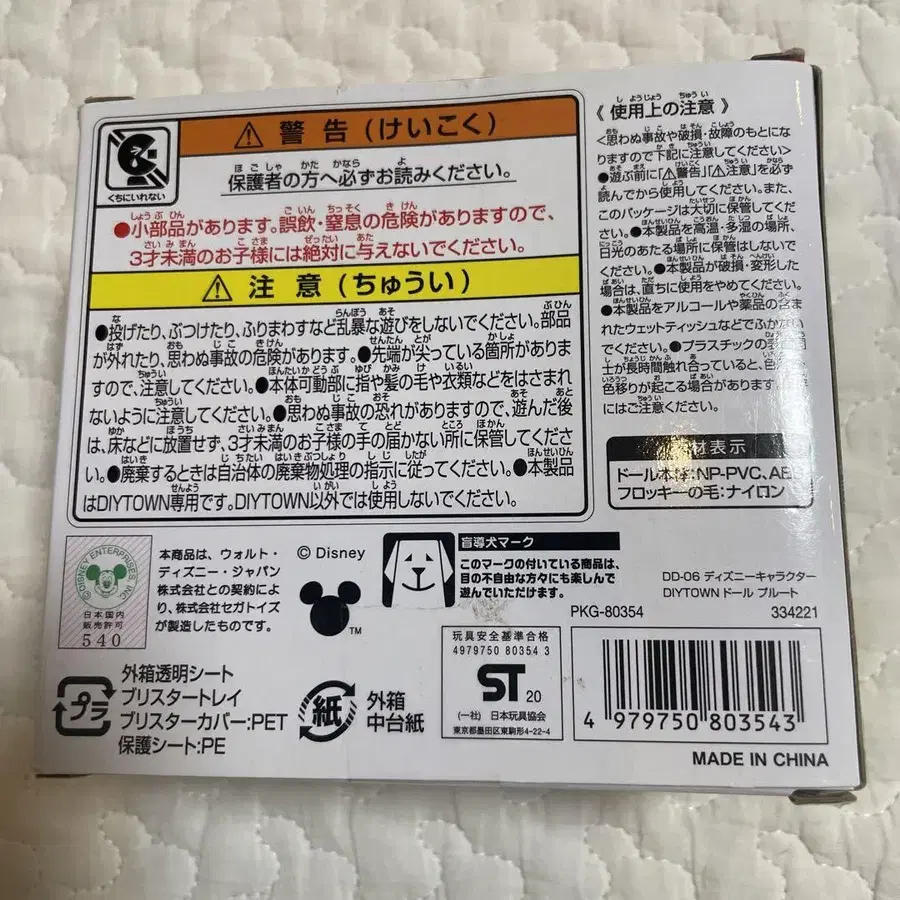 くちにいれない
警告(けいこく)
保護者の方へ必ずお読みください。
●小部品があります。誤飲・窒息の危険がありますので、
3才未満のお子様には絶対に与えないでください。
注意(ちゅうい)
●投げたり、ぶつけたり、ふりまわすなど乱暴な遊びをしないでください。部品
が外れたり、思わぬ事故の危険があります。●先端が尖っている箇所がありま
すので、注意してください。●本体可動部に指や髪の毛や衣類などをはさまれ
ないように注意してください。●思わぬ事故の恐れがありますので、遊んだ後
は、床などに放置せず、3才未満のお子様の手の届かない所に保管してくださ
い。●廃棄するときは自治体の廃棄物処理の指示に従ってください。●本製品
はDIYTOWN専用です。DIYTOWN以外では使用しないでください。
《使用上の注意》
<思わぬ事故や破損・故障のもとにな
りますので下記に注意してください>
●遊ぶ前に「警告」「注意」を必ず
読んでから使用してください。また、
このパッケージは大切に保管してく
ださい。●本製品を高温・多湿の場所、
日光のあたる場所に保管はしないで
ください。●本製品が破損・変形した
場合は、直ちに使用をやめてください。
●本製品をアルコールや薬品の含ま
れたウェットティッシュなどでふかない
でください。●プラスチックの
士が長時間触れ合っていると、色
色移りが起こる場合があります
にはご注意ください。
材表示
ドール本体:NP-PVC、AB
フロッキーの毛:ナイロン
©DISNEY ENTERPRISES, INC
日本国内
販売許可
540
本商品は、ウォルト・
ディズニー・ジャパン
株式会社との契約によ
り、株式会社セガトイズ
が製造したものです。
© Disney
TM
盲導犬マーク
このマークの付いている商品は、
目の不自由な方々にも楽しんで
遊んでいただけます。
DD-06 ディズニーキャラクター
DIYTOWN ドール プルート
PKG-80354
334221
プラ
外箱透明シート
ブリスタートレイ
ブリスターカバー:PET
保護シート:PE
紙
外箱
中台紙
玩具安全基準合格
4979750 80354 3
ST 20
(一社) 日本玩具協会
東京都墨田区東駒形4-22-4
4 979750 803543
MADE IN CHINA